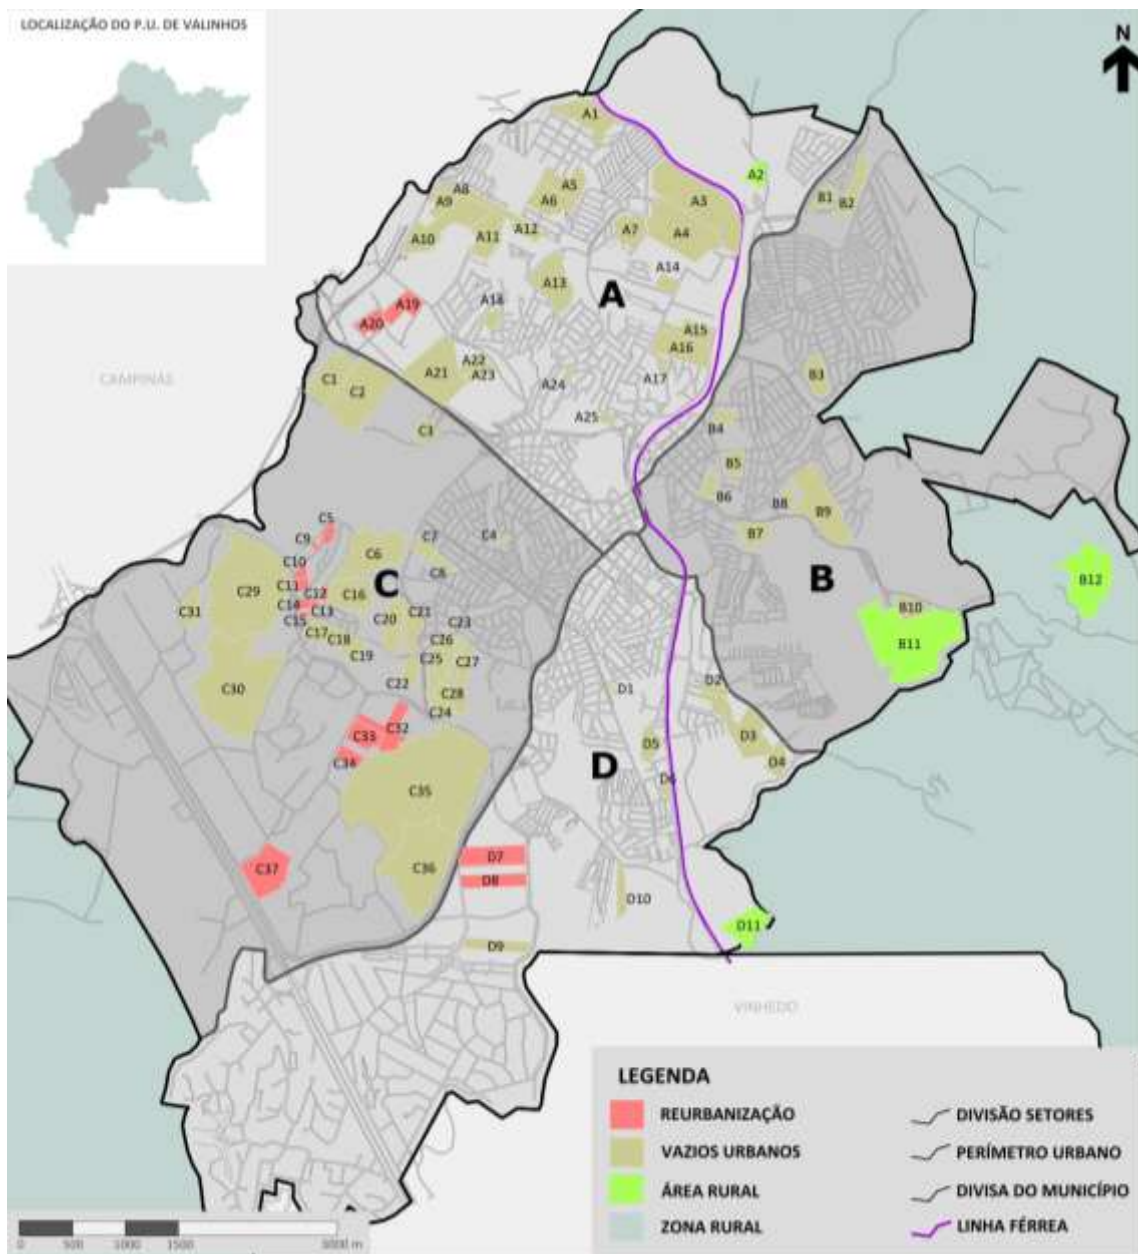 LOCALIZAÇÃO DO P.U. DE VALINHOS
N
A1
A2
A8
A5
A9
A6
A3
B1
B2
A10
A11
A12
A7
A4
A14
A13
A
A18
A19
A20
A15
A16
CAMPINAS
A22
A21
A23
A24
A17
B3
C1
C2
A25
C3
B4
B5
B6
B8
B9
C5
C9
C7
C4
B7
C6
C10
C8
C
B
B12
C11
C29
C12
C16
C14
C13
C31
C15
C20
C21
C23
B10
C17
C18
C26
B11
C19
C25
C27
C30
C22
C28
D1
D2
C24
C32
C33
D5
D3
C34
D
D4
C35
D6
D7
C37
C36
D8
D10
D11
D9
VINHEDO
LEGENDA
REURBANIZAÇÃO
VAZIOS URBANOS
ÁREA RURAL
ZONA RURAL
DIVISÃO SETORES
PERÍMETRO URBANO
DIVISA DO MUNICÍPIO
LINHA FÉRREA
0 500 1000 1500 3000 m